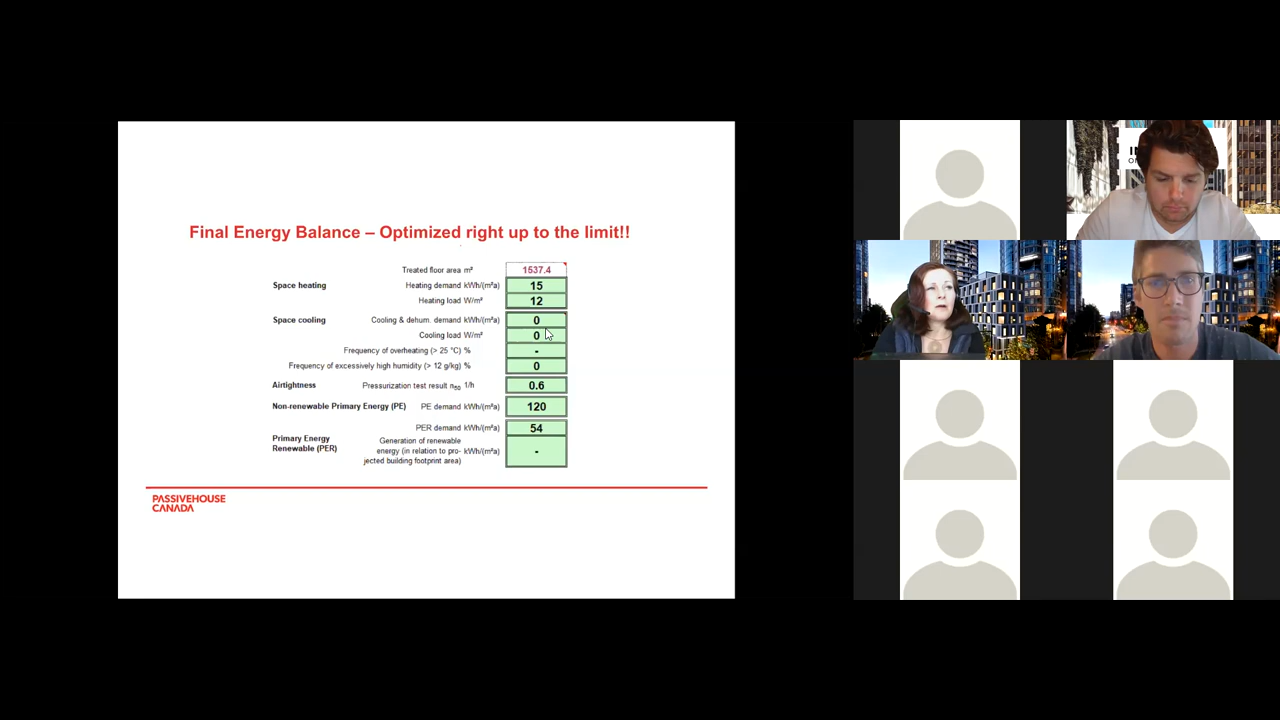 Final Energy Balance – Optimized right up to the limit!!
Treated floor area m² 1537.4
Space heating Heating demand kWh/(m²a) 15
Heating load W/m² 12
Space cooling Cooling & dehum. demand kWh/(m²a) 0
Cooling load W/m² 0
Frequency of overheating (> 25 °C) % -
Frequency of excessively high humidity (> 12 g/kg) % 0
Airtightness Pressurization test result n50 1/h 0.6
Non-renewable Primary Energy (PE) PE demand kWh/(m²a) 120
PER demand kWh/(m²a) 54
Primary Energy
Renewable (PER)
Generation of renewable
energy (in relation to pro- kWh/(m²a) -
jected building footprint area)
PASSIVEHOUSE
CANADA